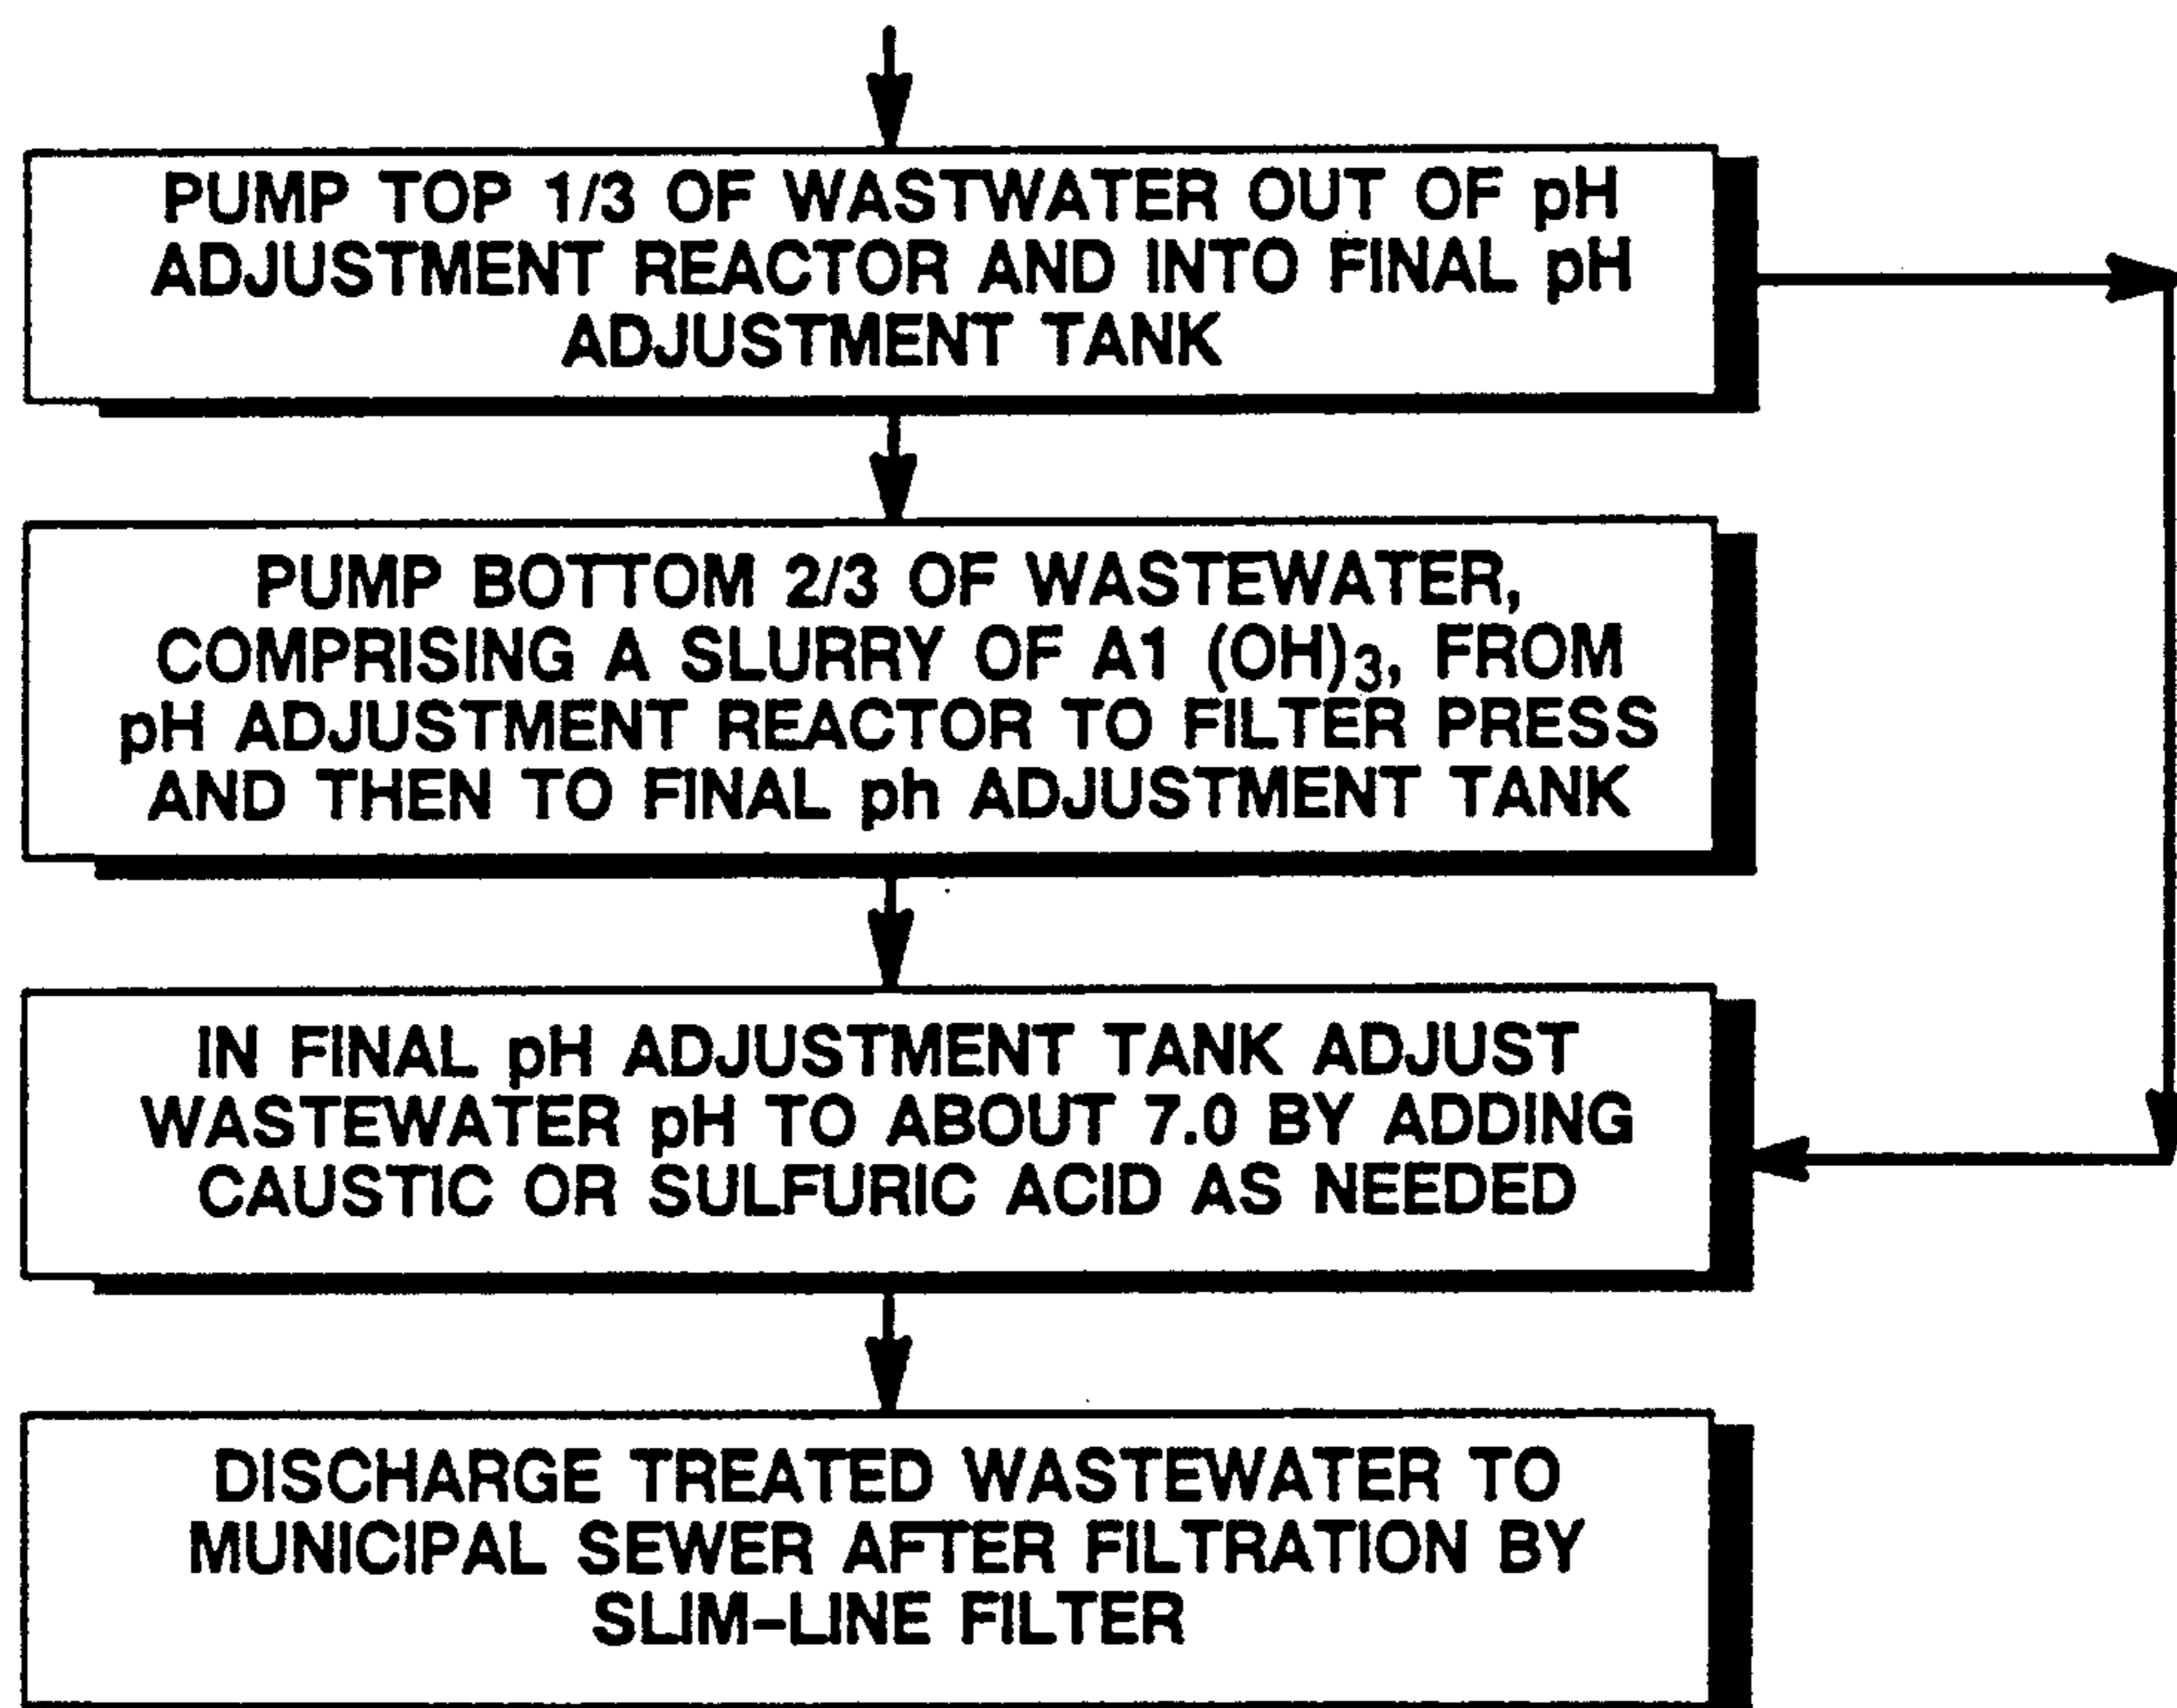 PUMP TOP 1/3 OF WASTWATER OUT OF pH
ADJUSTMENT REACTOR AND INTO FINAL pH
ADJUSTMENT TANK
PUMP BOTTOM 2/3 OF WASTEWATER,
COMPRISING A SLURRY OF A1 (OH)₃, FROM
pH ADJUSTMENT REACTOR TO FILTER PRESS
AND THEN TO FINAL ph ADJUSTMENT TANK
IN FINAL pH ADJUSTMENT TANK ADJUST
WASTEWATER pH TO ABOUT 7.0 BY ADDING
CAUSTIC OR SULFURIC ACID AS NEEDED
DISCHARGE TREATED WASTEWATER TO
MUNICIPAL SEWER AFTER FILTRATION BY
SLIM-LINE FILTER